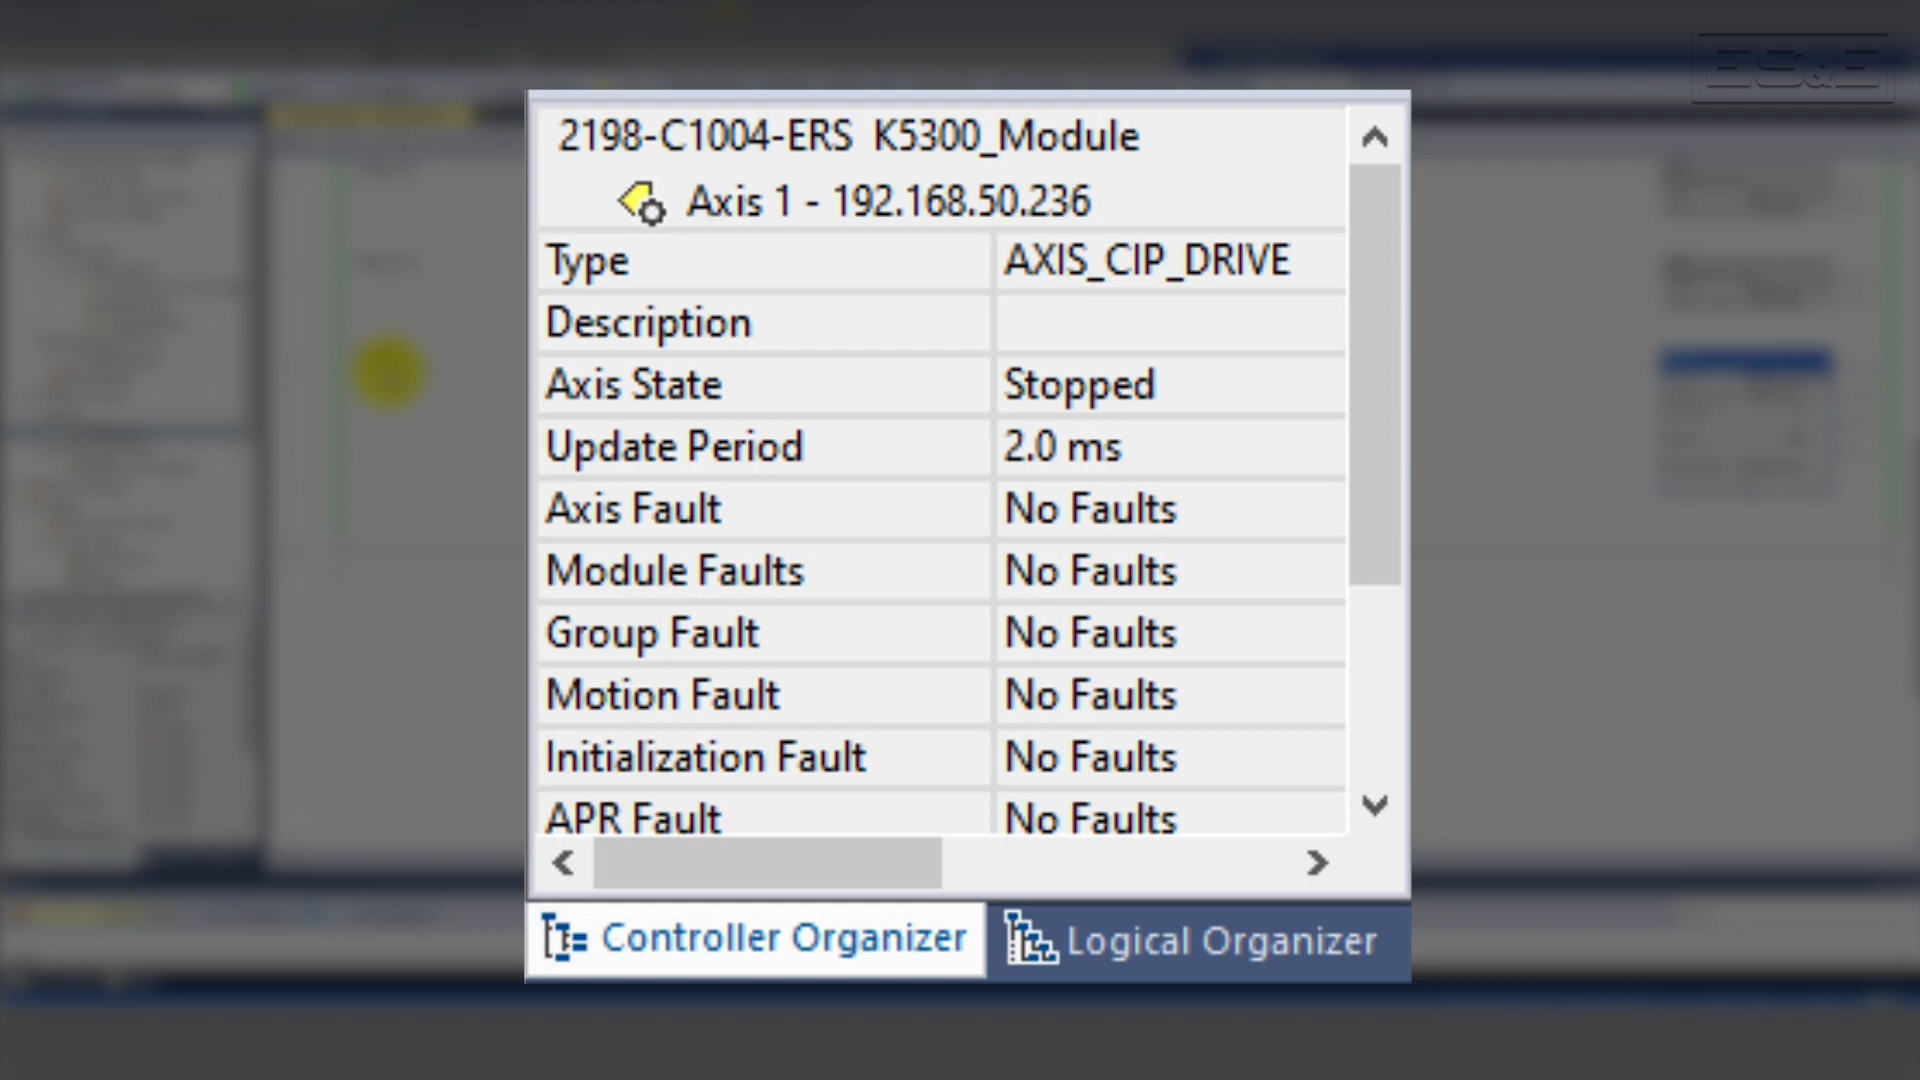 ES&E
2198-C1004-ERS K5300_Module
Axis 1 - 192.168.50.236
Type AXIS_CIP_DRIVE
Description
Axis State Stopped
Update Period 2.0 ms
Axis Fault No Faults
Module Faults No Faults
Group Fault No Faults
Motion Fault No Faults
Initialization Fault No Faults
APR Fault No Faults
Controller Organizer Logical Organizer